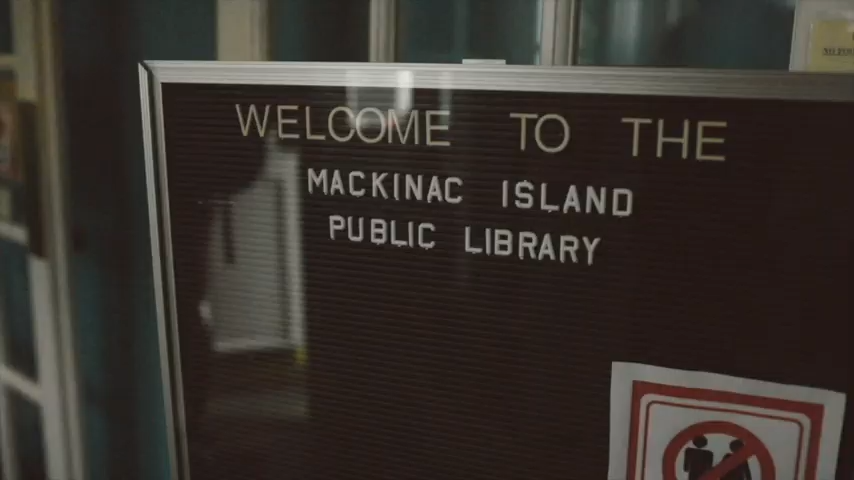 WELCOME TO THE
MACKINAC ISLAND
PUBLIC LIBRARY